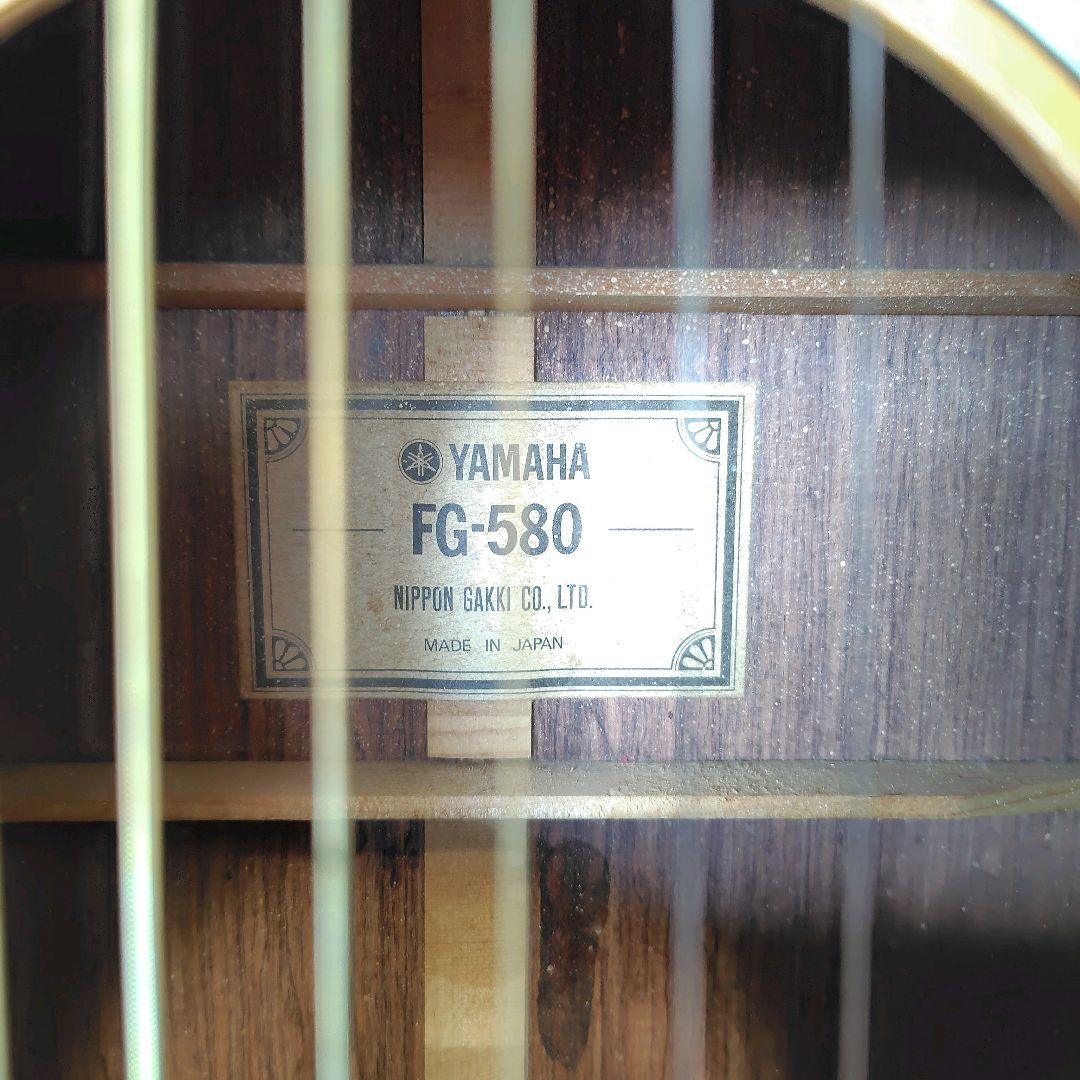 YAMAHA
FG-580
NIPPON GAKKI CO., LTD.
MADE IN JAPAN